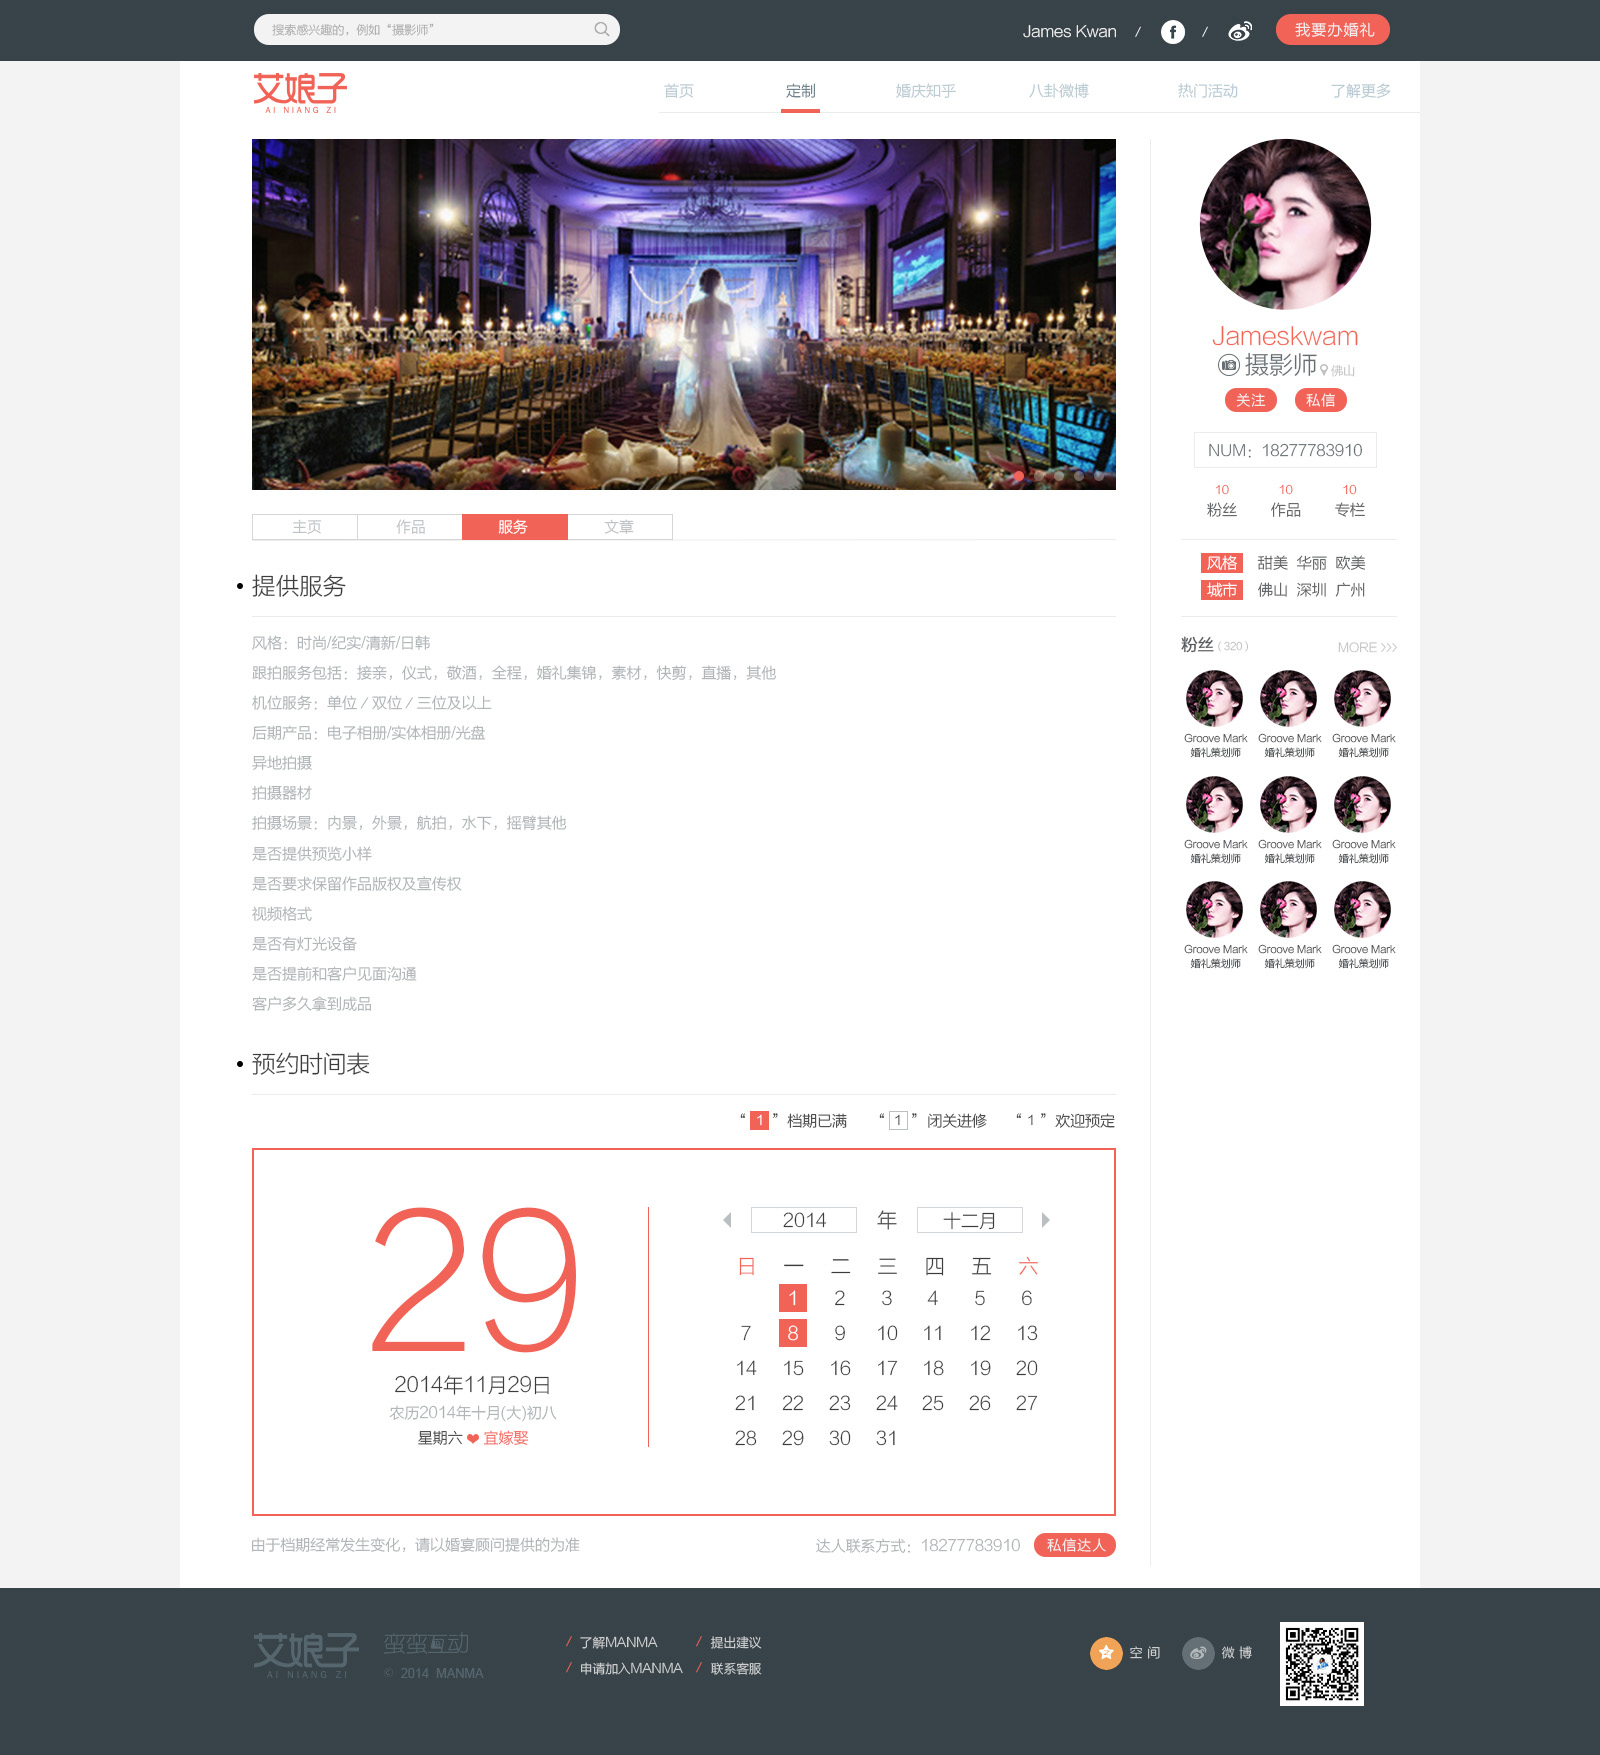 搜索感兴趣的，例如“摄影师”
James Kwan / / 我要办婚礼
艾娘子
AI NIANG ZI
首页 定制 婚庆知乎 八卦微博 热门活动 了解更多
Jameskwam
摄影师 佛山
关注 私信
NUM：18277783910
10 10 10
粉丝 作品 专栏
风格 甜美 华丽 欧美
城市 佛山 深圳 广州
粉丝 ( 320 ) MORE
Groove Mark Groove Mark Groove Mark
婚礼策划师 婚礼策划师 婚礼策划师
Groove Mark Groove Mark Groove Mark
婚礼策划师 婚礼策划师 婚礼策划师
Groove Mark Groove Mark Groove Mark
婚礼策划师 婚礼策划师 婚礼策划师
主页 作品 服务 文章
• 提供服务
风格：时尚/纪实/清新/日韩
跟拍服务包括：接亲，仪式，敬酒，全程，婚礼集锦，素材，快剪，直播，其他
机位服务：单位 / 双位 / 三位及以上
后期产品：电子相册/实体相册/光盘
异地拍摄
拍摄器材
拍摄场景：内景，外景，航拍，水下，摇臂其他
是否提供预览小样
是否要求保留作品版权及宣传权
视频格式
是否有灯光设备
是否提前和客户见面沟通
客户多久拿到成品
• 预约时间表
“ 1 ” 档期已满 “ 1 ” 闭关进修 “ 1 ” 欢迎预定
29
2014年11月29日
农历2014年十月(大)初八
星期六 ❤ 宜嫁娶
2014 年 十二月
日 一 二 三 四 五 六
1 2 3 4 5 6
7 8 9 10 11 12 13
14 15 16 17 18 19 20
21 22 23 24 25 26 27
28 29 30 31
由于档期经常发生变化，请以婚宴顾问提供的为准
达人联系方式：18277783910 私信达人
艾娘子
AI NIANG ZI
蛮蛮互动
© 2014 MANMA
/ 了解MANMA / 提出建议
/ 申请加入MANMA / 联系客服
空间 微博